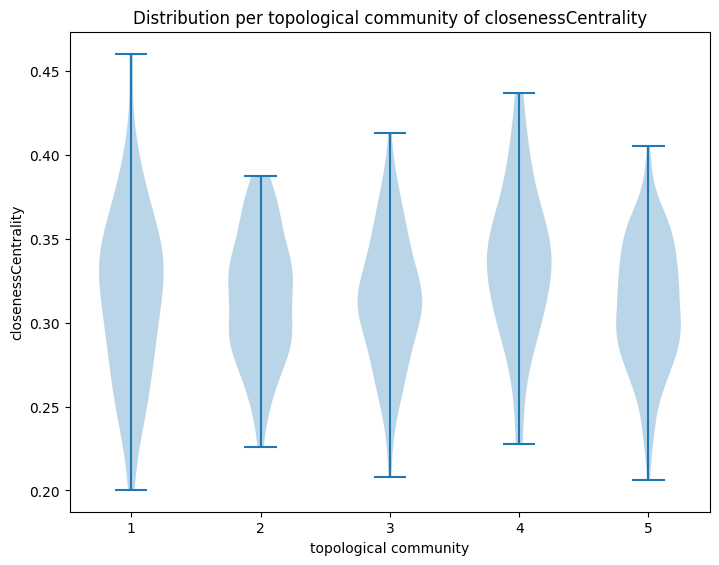 Distribution per topological community of closenessCentrality
closenessCentrality
0.45
0.40
0.35
0.30
0.25
0.20
1 2 3 4 5
topological community